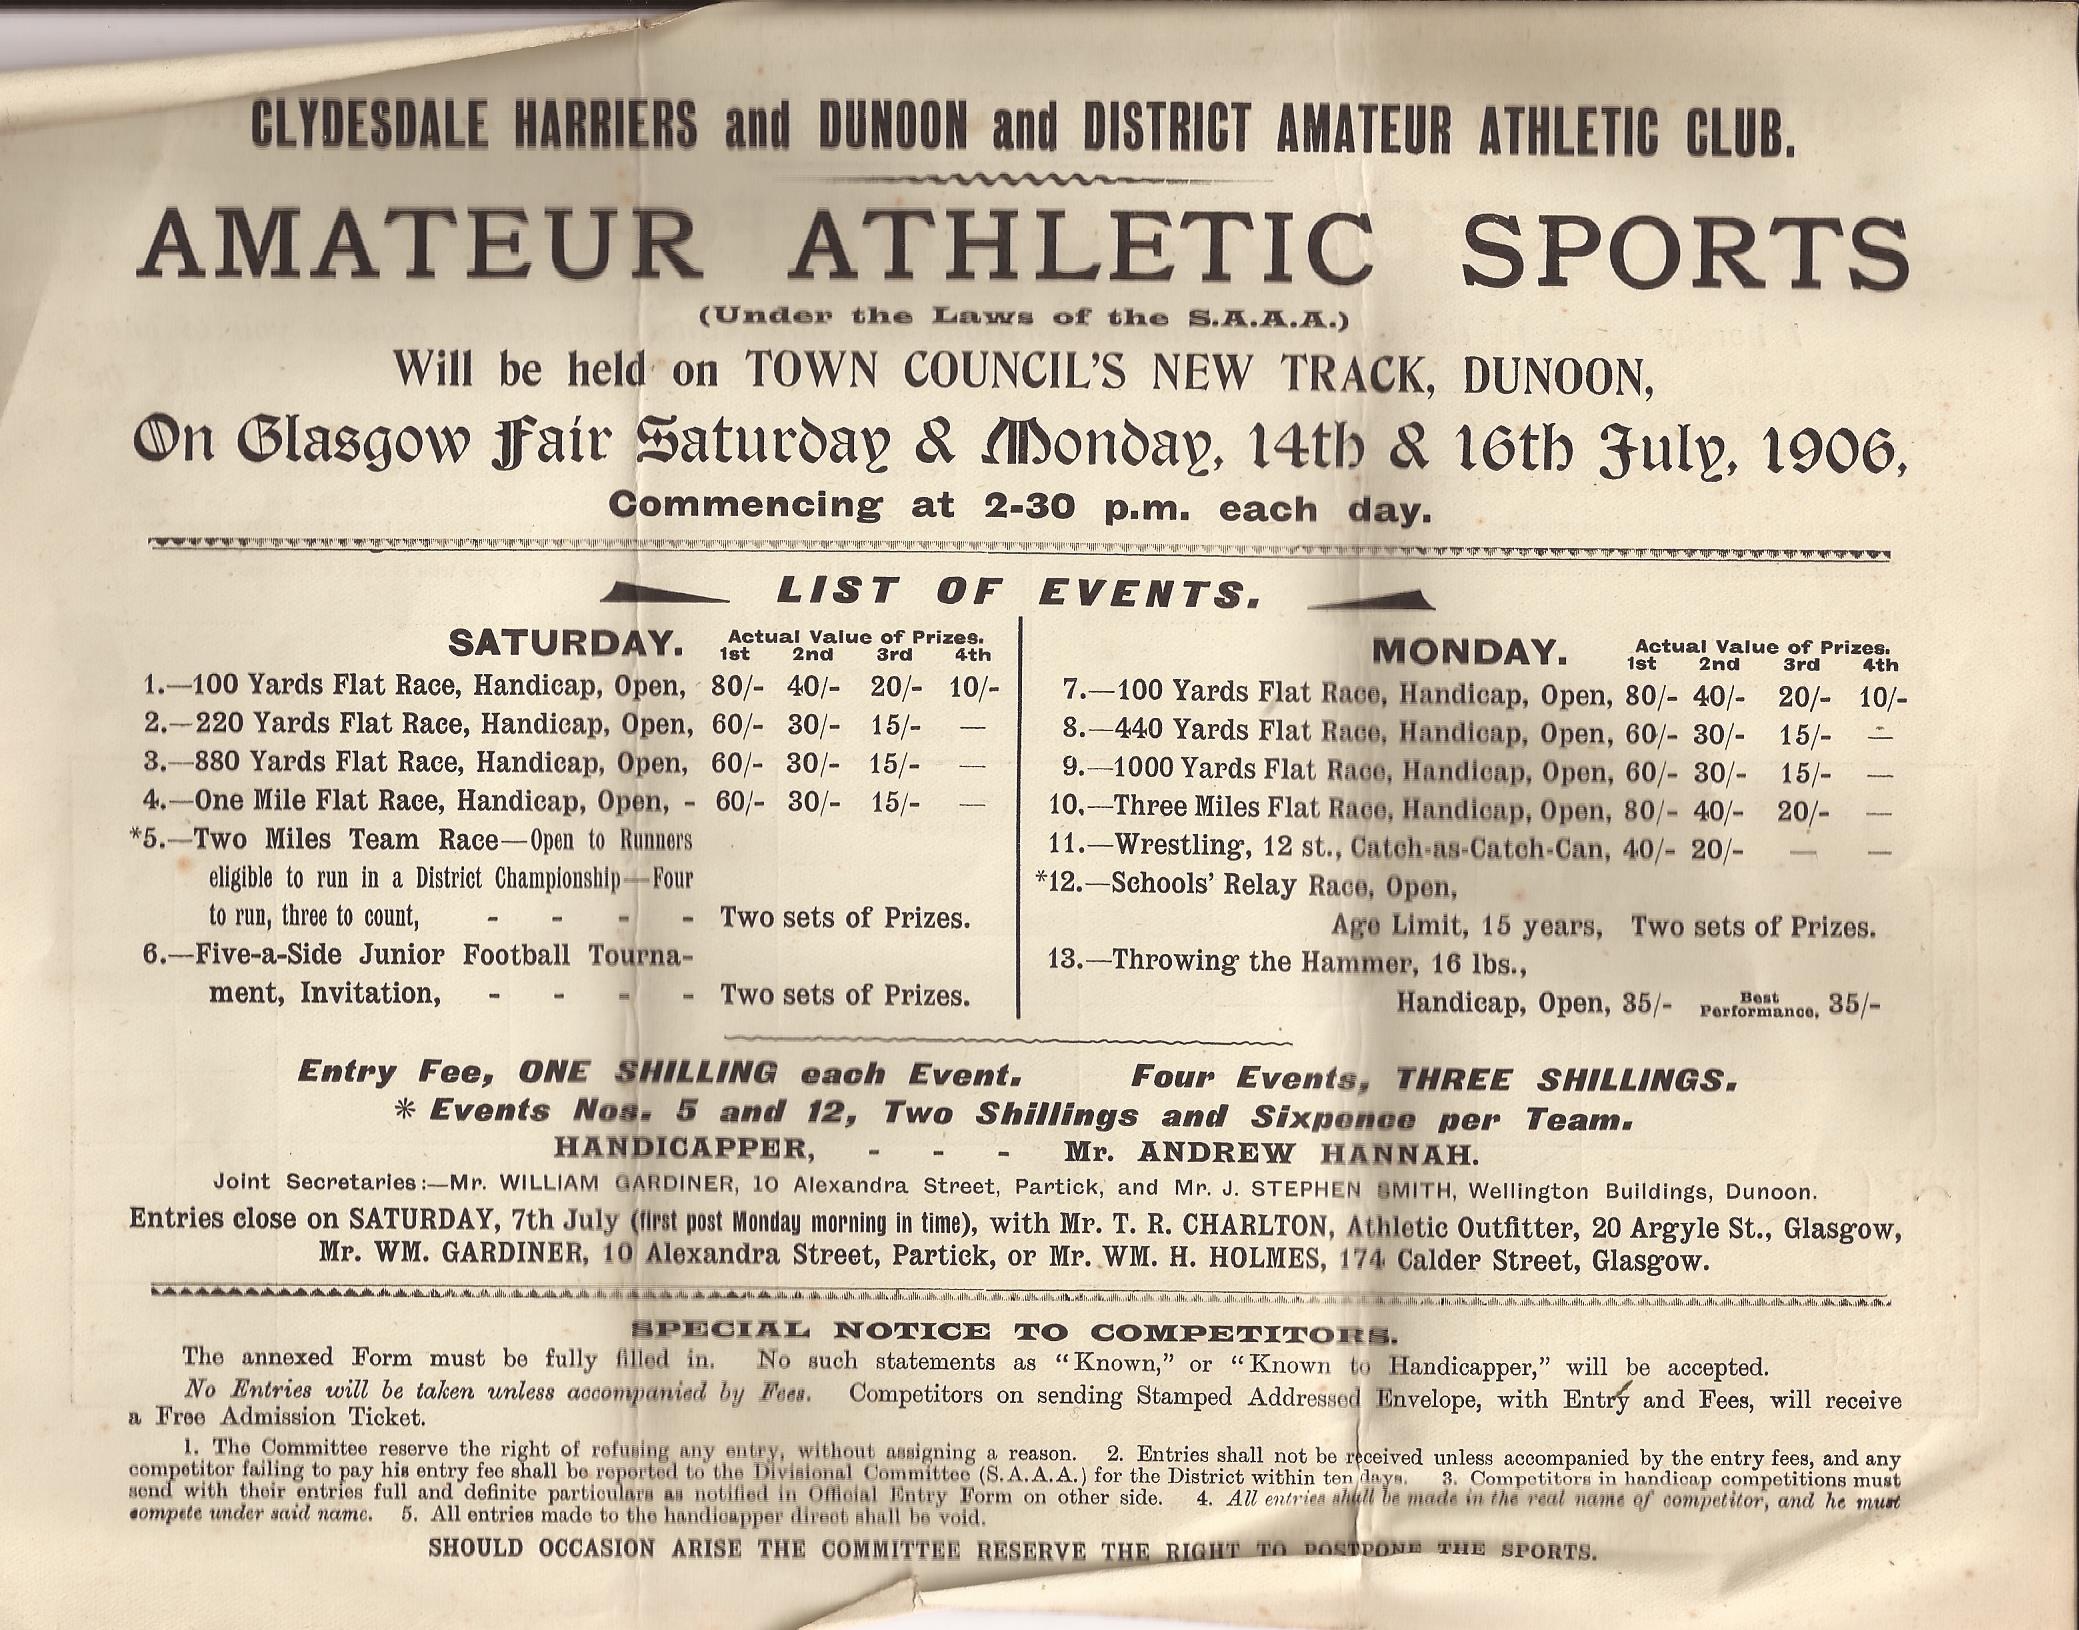 CLYDESDALE HARRIERS and DUNOON and DISTRICT AMATEUR ATHLETIC CLUB.
AMATEUR ATHLETIC SPORTS
(Under the Laws of the S.A.A.A.)
Will be held on TOWN COUNCIL'S NEW TRACK, DUNOON,
On Glasgow Fair Saturday & Monday, 14th & 16th July, 1906,
Commencing at 2-30 p.m. each day.
LIST OF EVENTS.
SATURDAY. Actual Value of Prizes.
1st 2nd 3rd 4th
1.—100 Yards Flat Race, Handicap, Open, 80/- 40/- 20/- 10/-
2.—220 Yards Flat Race, Handicap, Open, 60/- 30/- 15/- —
3.—880 Yards Flat Race, Handicap, Open, 60/- 30/- 15/- —
4.—One Mile Flat Race, Handicap, Open, - 60/- 30/- 15/- —
*5.—Two Miles Team Race—Open to Runners
eligible to run in a District Championship—Four
to run, three to count, - - - - Two sets of Prizes.
6.—Five-a-Side Junior Football Tourna-
ment, Invitation, - - - - Two sets of Prizes.
MONDAY. Actual Value of Prizes.
1st 2nd 3rd 4th
7.—100 Yards Flat Race, Handicap, Open, 80/- 40/- 20/- 10/-
8.—440 Yards Flat Race, Handicap, Open, 60/- 30/- 15/- —
9.—1000 Yards Flat Race, Handicap, Open, 60/- 30/- 15/- —
10.—Three Miles Flat Race, Handicap, Open, 80/- 40/- 20/- —
11.—Wrestling, 12 st., Catch-as-Catch-Can, 40/- 20/- — —
*12.—Schools' Relay Race, Open,
Age Limit, 15 years, Two sets of Prizes.
13.—Throwing the Hammer, 16 lbs.,
Handicap, Open, 35/- Best Performance, 35/-
Entry Fee, ONE SHILLING each Event. Four Events, THREE SHILLINGS.
* Events Nos. 5 and 12, Two Shillings and Sixpence per Team.
HANDICAPPER, - - - Mr. ANDREW HANNAH.
Joint Secretaries:—Mr. WILLIAM GARDINER, 10 Alexandra Street, Partick, and Mr. J. STEPHEN SMITH, Wellington Buildings, Dunoon.
Entries close on SATURDAY, 7th July (first post Monday morning in time), with Mr. T. R. CHARLTON, Athletic Outfitter, 20 Argyle St., Glasgow,
Mr. WM. GARDINER, 10 Alexandra Street, Partick, or Mr. WM. H. HOLMES, 174 Calder Street, Glasgow.
SPECIAL NOTICE TO COMPETITORS.
The annexed Form must be fully filled in. No such statements as "Known," or "Known to Handicapper," will be accepted.
No Entries will be taken unless accompanied by Fees. Competitors on sending Stamped Addressed Envelope, with Entry and Fees, will receive
a Free Admission Ticket.
1. The Committee reserve the right of refusing any entry, without assigning a reason. 2. Entries shall not be received unless accompanied by the entry fees, and any
competitor failing to pay his entry fee shall be reported to the Divisional Committee (S.A.A.A.) for the District within ten days. 3. Competitors in handicap competitions must
send with their entries full and definite particulars as notified in Official Entry Form on other side. 4. All entries shall be made in the real name of competitor, and he must
compete under said name. 5. All entries made to the handicapper direct shall be void.
SHOULD OCCASION ARISE THE COMMITTEE RESERVE THE RIGHT TO POSTPONE THE SPORTS.